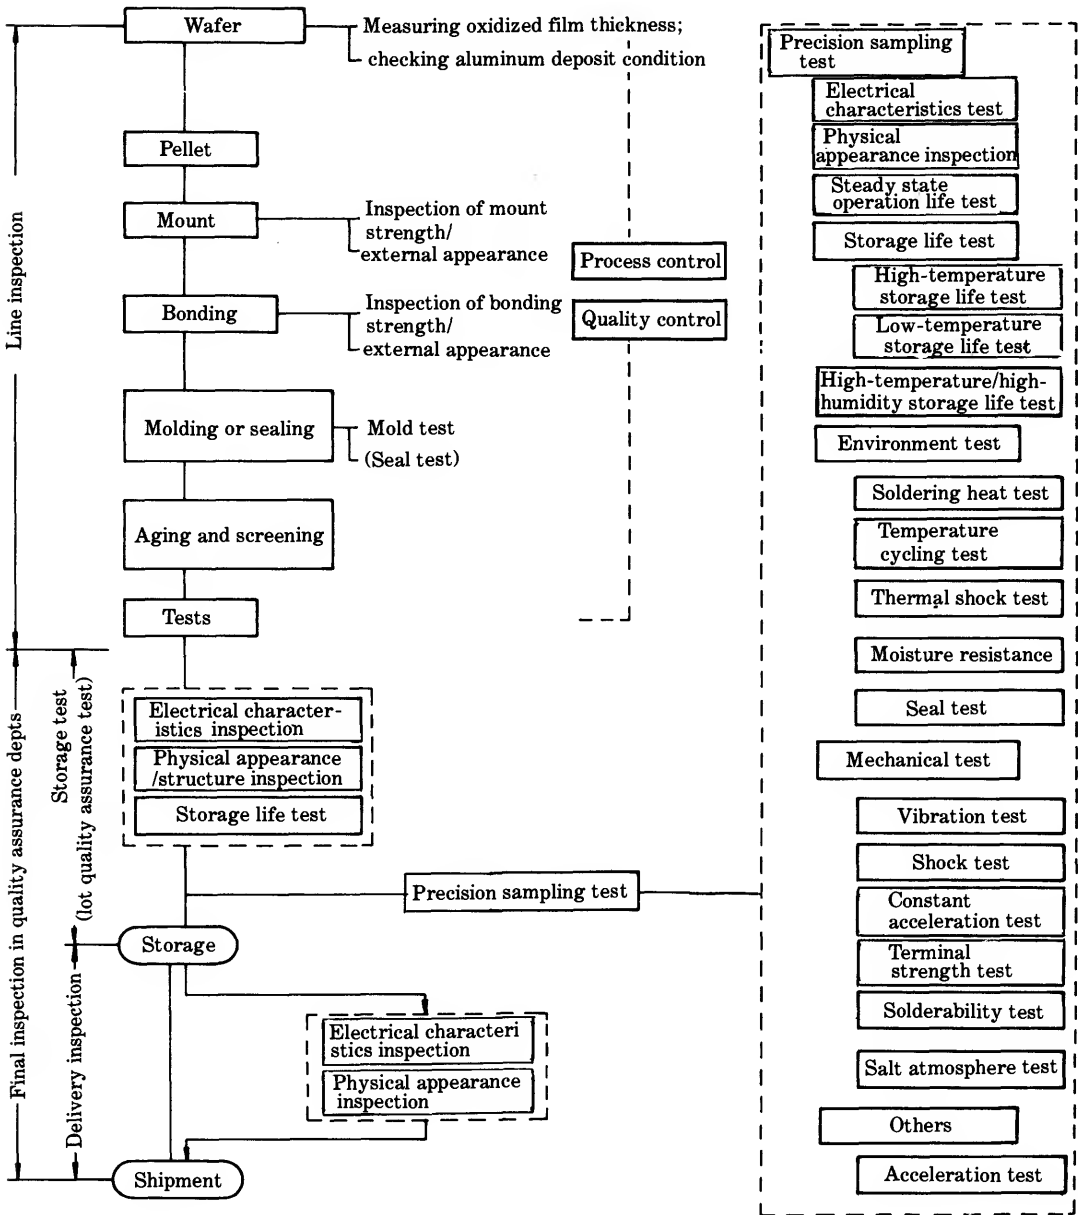 Wafer
Measuring oxidized film thickness;
checking aluminum deposit condition
Pellet
Mount
Inspection of mount
strength/
external appearance
Process control
Bonding
Inspection of bonding
strength/
external appearance
Quality control
Line inspection
Molding or sealing
Mold test
(Seal test)
Aging and screening
Tests
Final inspection in quality assurance depts
Storage test
(lot quality assurance test)
Electrical character-
istics inspection
Physical appearance
/structure inspection
Storage life test
Precision sampling test
Storage
Delivery inspection
Electrical characteri
stics inspection
Physical appearance
inspection
Shipment
Precision sampling
test
Electrical
characteristics test
Physical
appearance inspection
Steady state
operation life test
Storage life test
High-temperature
storage life test
Low-temperature
storage life test
High-temperature/high-
humidity storage life test
Environment test
Soldering heat test
Temperature
cycling test
Thermal shock test
Moisture resistance
Seal test
Mechanical test
Vibration test
Shock test
Constant
acceleration test
Terminal
strength test
Solderability test
Salt atmosphere test
Others
Acceleration test